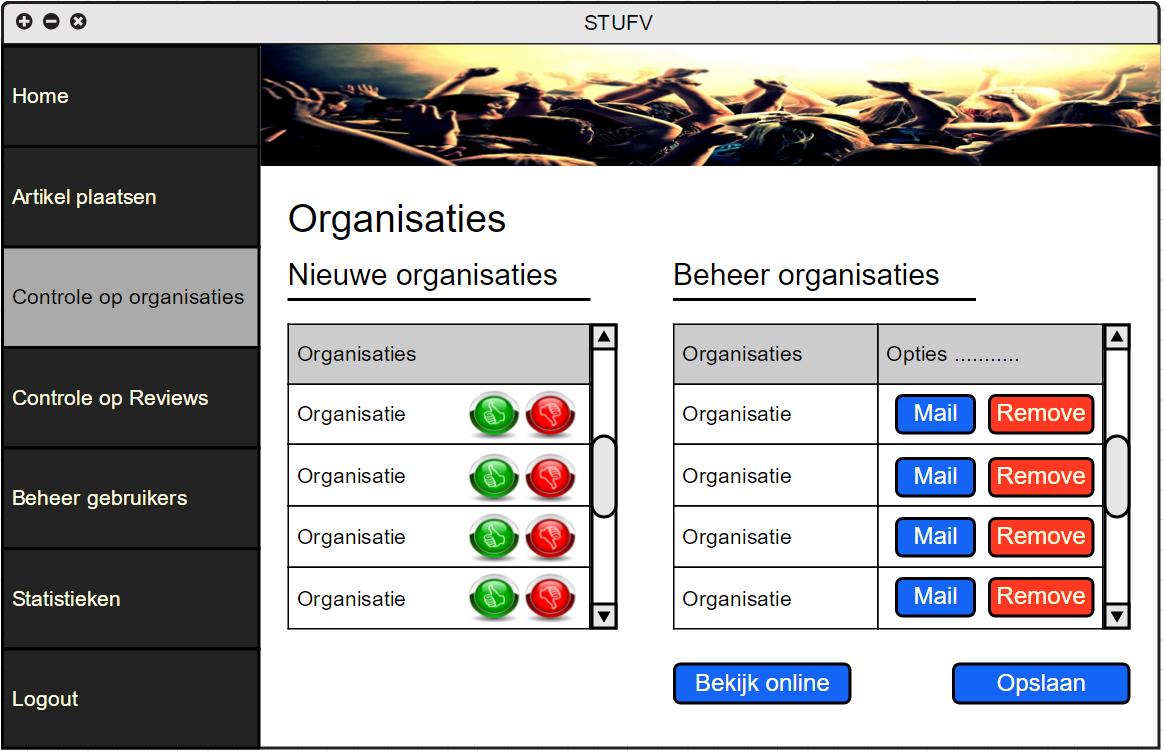 STUFV
Home
Artikel plaatsen
Controle op organisaties
Controle op Reviews
Beheer gebruikers
Statistieken
Logout
Organisaties
Nieuwe organisaties
Organisaties
Organisatie
Organisatie
Organisatie
Organisatie
Beheer organisaties
Organisaties Opties ...........
Organisatie Mail Remove
Organisatie Mail Remove
Organisatie Mail Remove
Organisatie Mail Remove
Bekijk online Opslaan